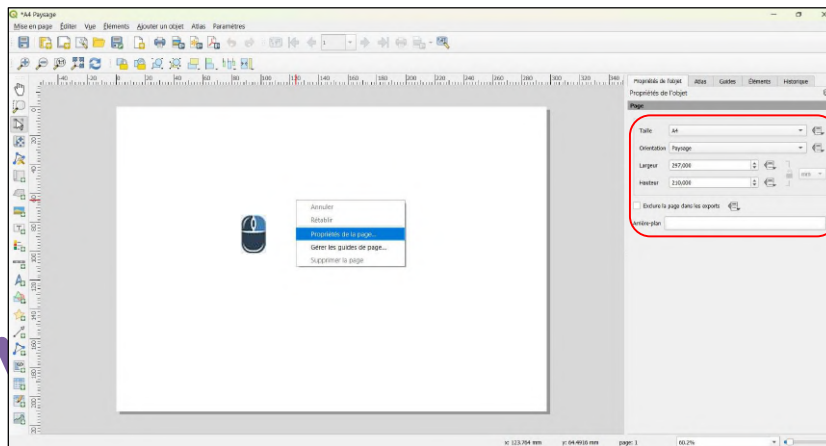 *A4 Paysage
Mise en page Éditer Vue Éléments Ajouter un objet Atlas Paramètres
1
Propriétés de l'objet Atlas Guides Éléments Historique
Propriétés de l'objet
Page
Taille A4
Orientation Paysage
Largeur 297,000
mm
Hauteur 210,000
Exclure la page dans les exports
Arrière-plan
Annuler
Rétablir
Propriétés de la page...
Gérer les guides de page...
Supprimer la page
x: 123.764 mm y: 64.4916 mm page: 1 60.2%